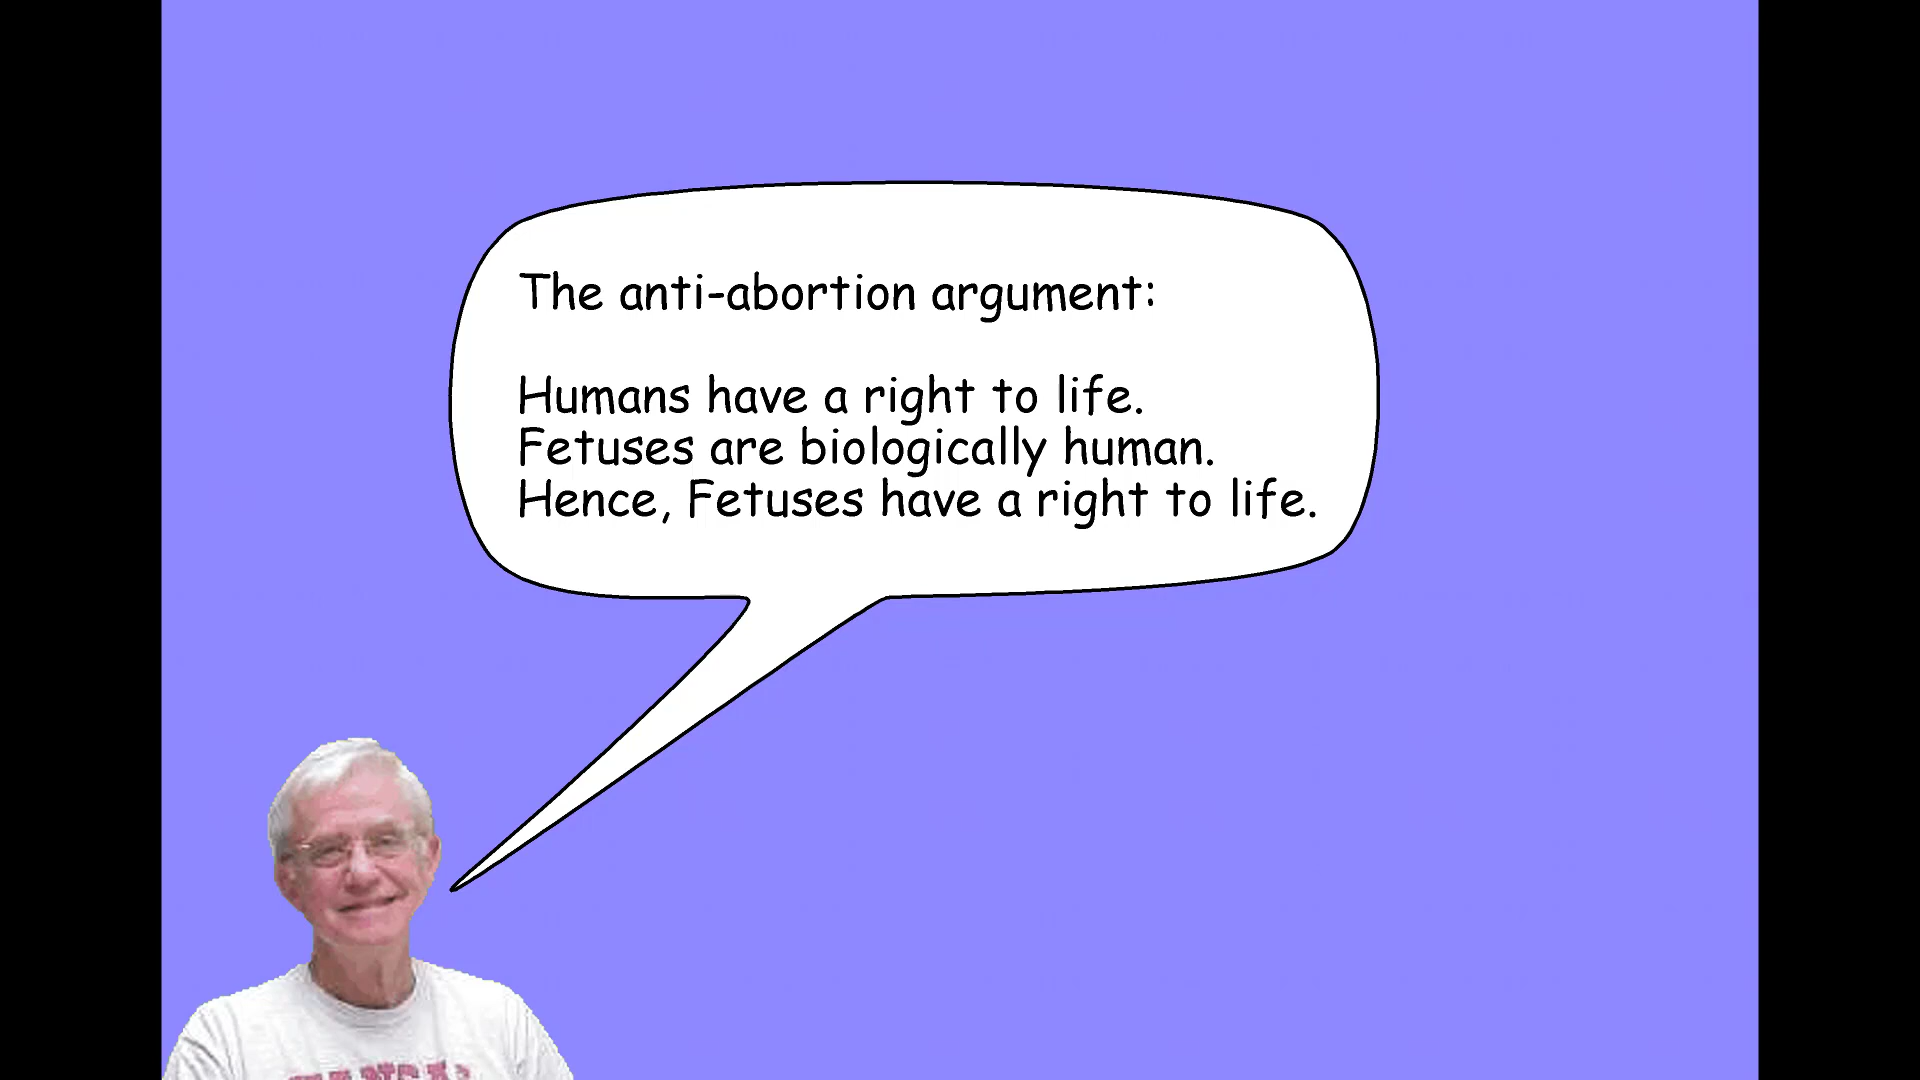 The anti-abortion argument:
Humans have a right to life.
Fetuses are biologically human.
Hence, Fetuses have a right to life.